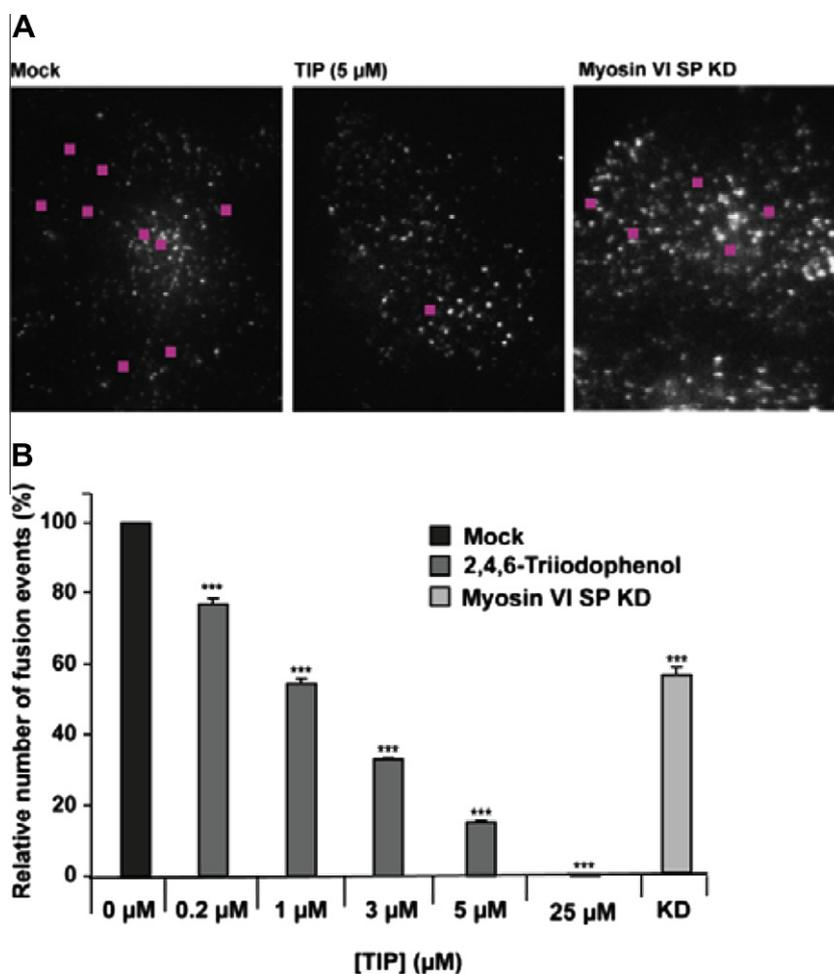 A
Mock
TIP (5 µM)
Myosin VI SP KD
B
Relative number of fusion events (%)
100
80
60
40
20
0
Mock
2,4,6-Triiodophenol
Myosin VI SP KD
***
***
***
***
***
***
0 µM
0.2 µM
1 µM
3 µM
5 µM
25 µM
KD
[TIP] (µM)